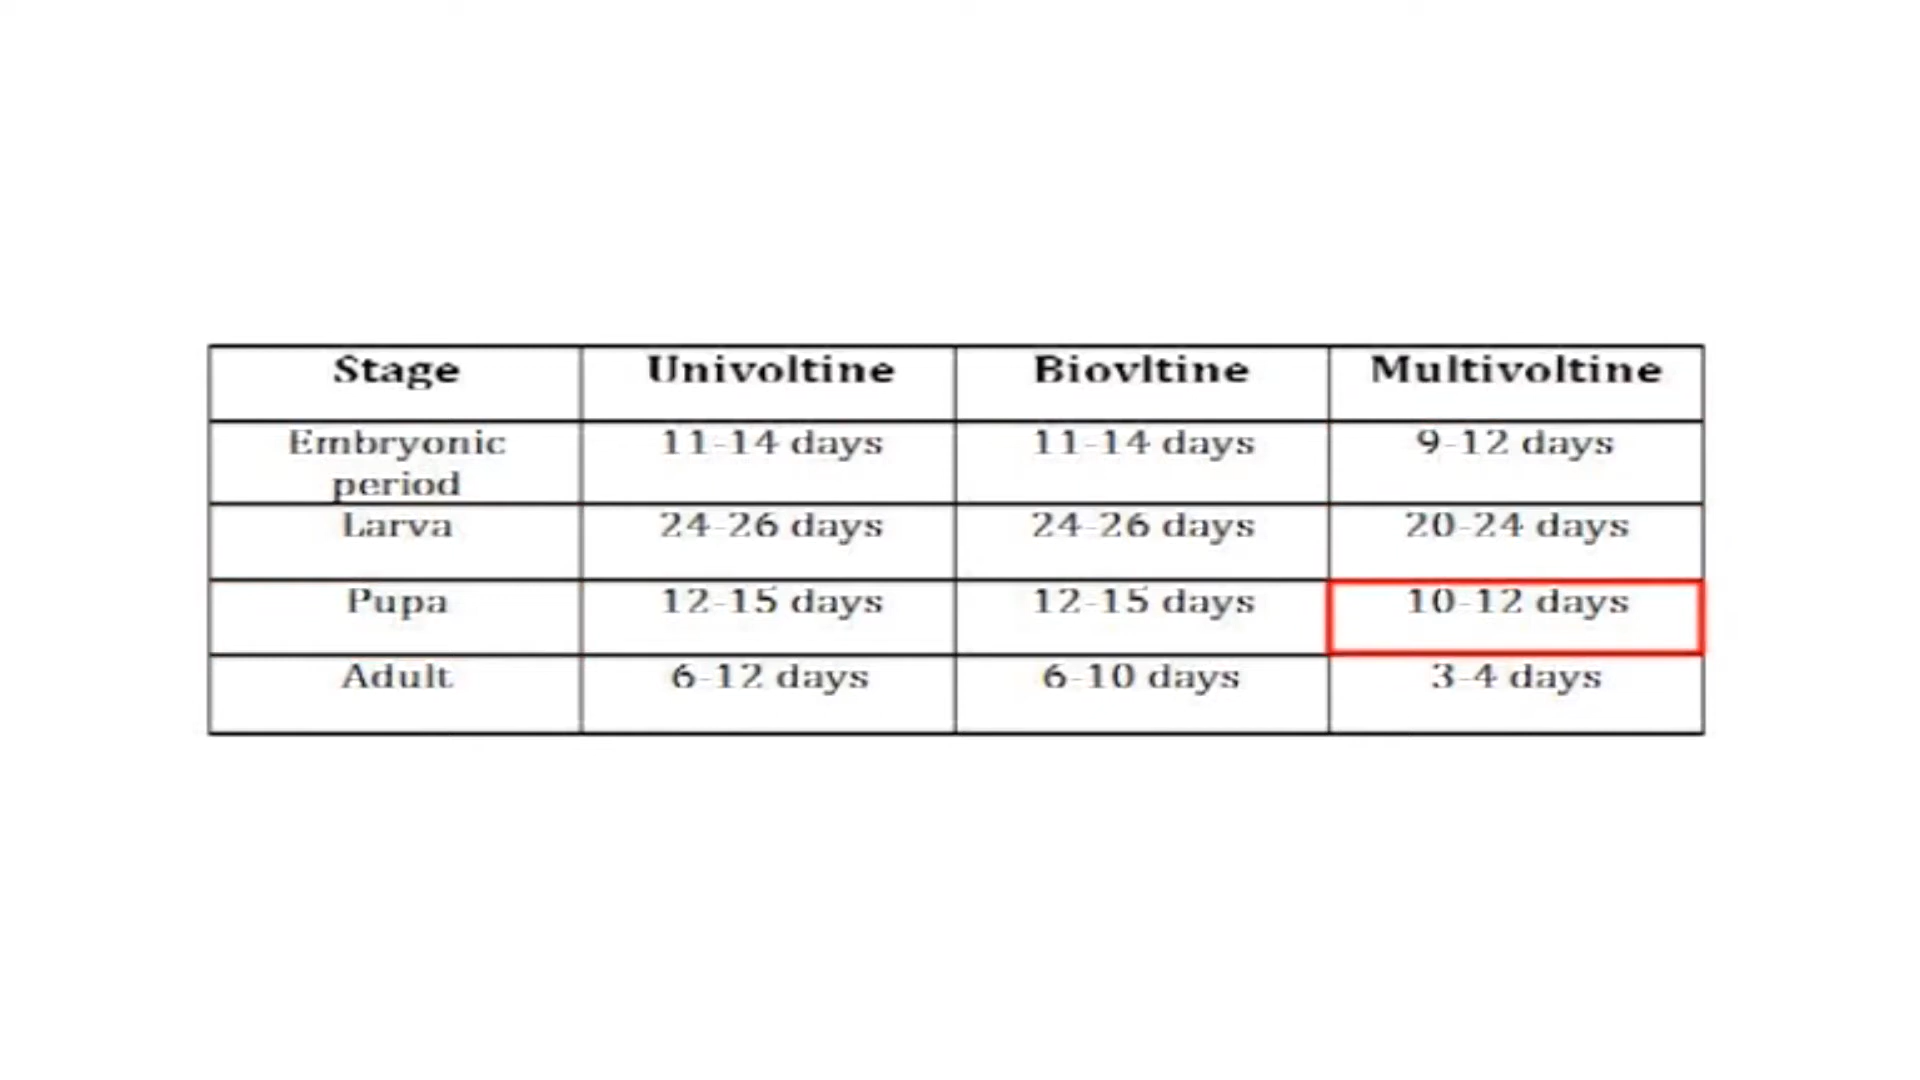 Stage Univoltine Biovltine Multivoltine
Embryonic period 11-14 days 11-14 days 9-12 days
Larva 24-26 days 24-26 days 20-24 days
Pupa 12-15 days 12-15 days 10-12 days
Adult 6-12 days 6-10 days 3-4 days